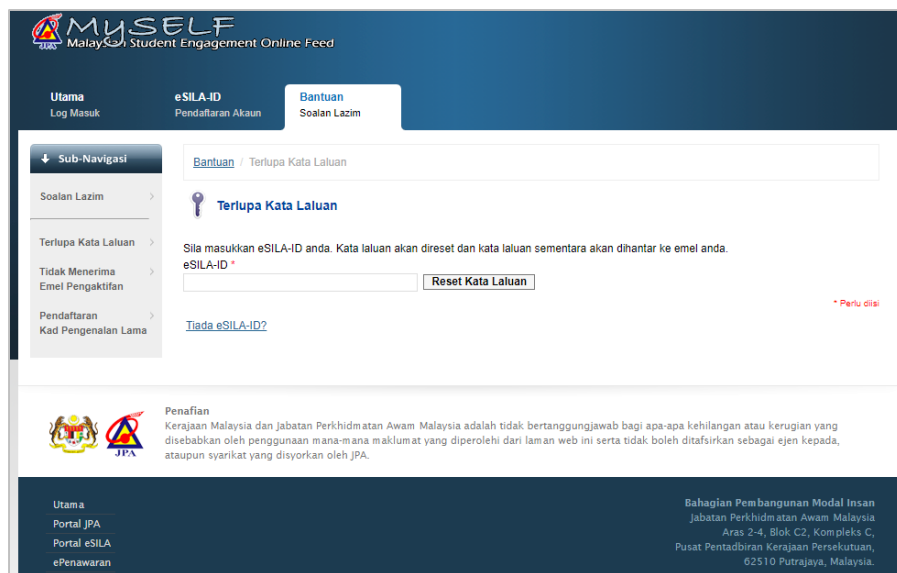 MySELF
Malaysian Student Engagement Online Feed
Utama
Log Masuk
eSILA-ID
Pendaftaran Akaun
Bantuan
Soalan Lazim
Sub-Navigasi
Soalan Lazim
Terlupa Kata Laluan
Tidak Menerima
Emel Pengaktifan
Pendaftaran
Kad Pengenalan Lama
Bantuan / Terlupa Kata Laluan
Terlupa Kata Laluan
Sila masukkan eSILA-ID anda. Kata laluan akan direset dan kata laluan sementara akan dihantar ke emel anda.
eSILA-ID *
Reset Kata Laluan
* Perlu diisi
Tiada eSILA-ID?
JPA
Penafian
Kerajaan Malaysia dan Jabatan Perkhidmatan Awam Malaysia adalah tidak bertanggungjawab bagi apa-apa kehilangan atau kerugian yang
disebabkan oleh penggunaan mana-mana maklumat yang diperolehi dari laman web ini serta tidak boleh ditafsirkan sebagai ejen kepada,
ataupun syarikat yang disyorkan oleh JPA.
Utama
Portal JPA
Portal eSILA
ePenawaran
Bahagian Pembangunan Modal Insan
Jabatan Perkhidmatan Awam Malaysia
Aras 2-4, Blok C2, Kompleks C,
Pusat Pentadbiran Kerajaan Persekutuan,
62510 Putrajaya, Malaysia.